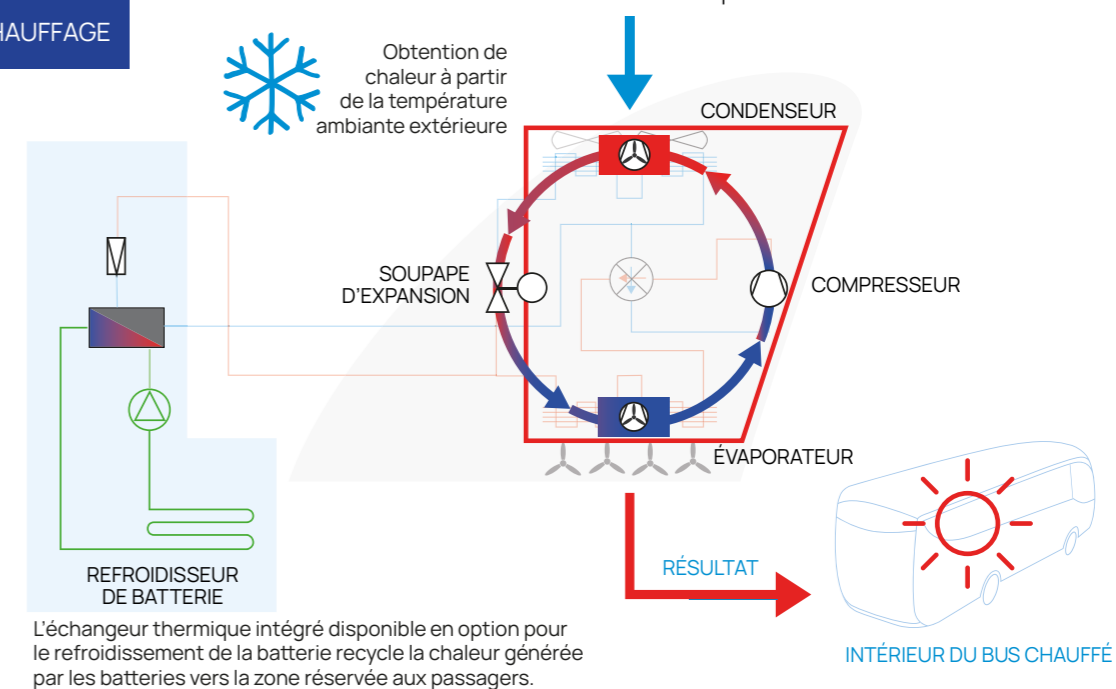 HAUFFAGE
Obtention de
chaleur à partir
de la température
ambiante extérieure
CONDENSEUR
SOUPAPE
D'EXPANSION
COMPRESSEUR
ÉVAPORATEUR
REFROIDISSEUR
DE BATTERIE
RÉSULTAT
L'échangeur thermique intégré disponible en option pour
le refroidissement de la batterie recycle la chaleur générée
par les batteries vers la zone réservée aux passagers.
INTÉRIEUR DU BUS CHAUFFÉ